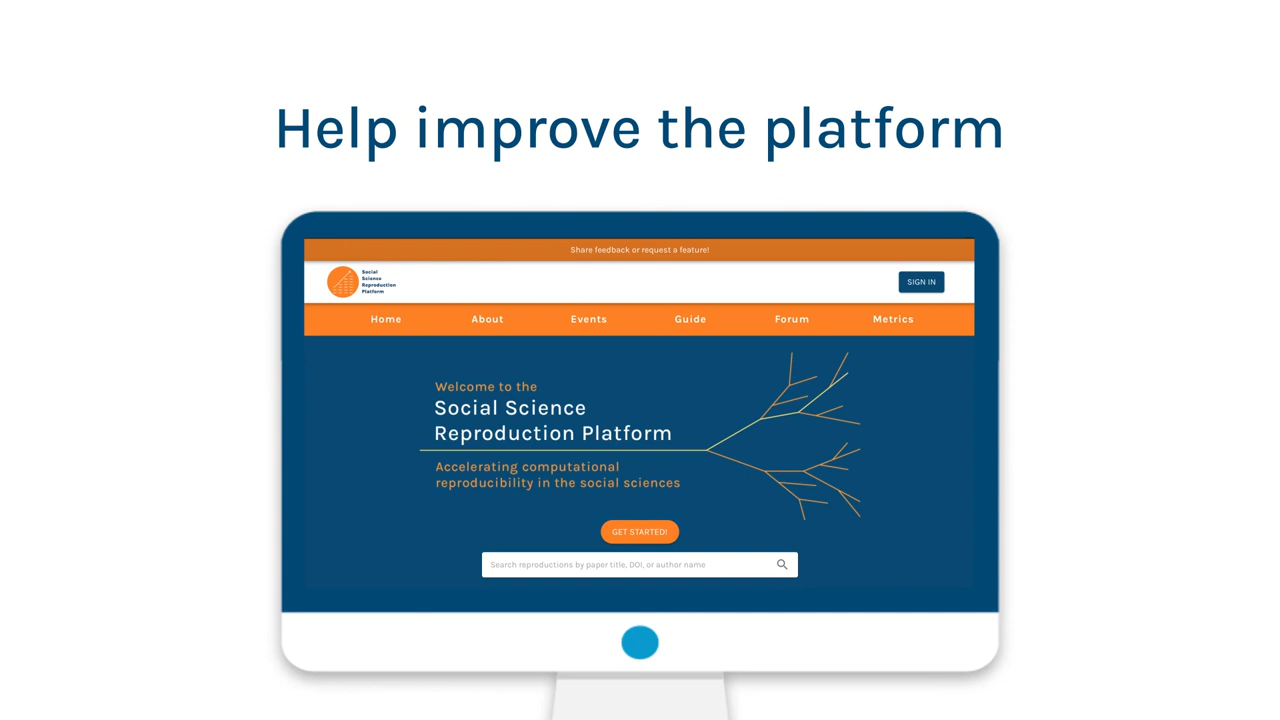 Help improve the platform
Share feedback or request a feature!
Social
Science
Reproduction
Platform
SIGN IN
Home About Events Guide Forum Metrics
Welcome to the
Social Science
Reproduction Platform
Accelerating computational
reproducibility in the social sciences
GET STARTED!
Search reproductions by paper title, DOI, or author name